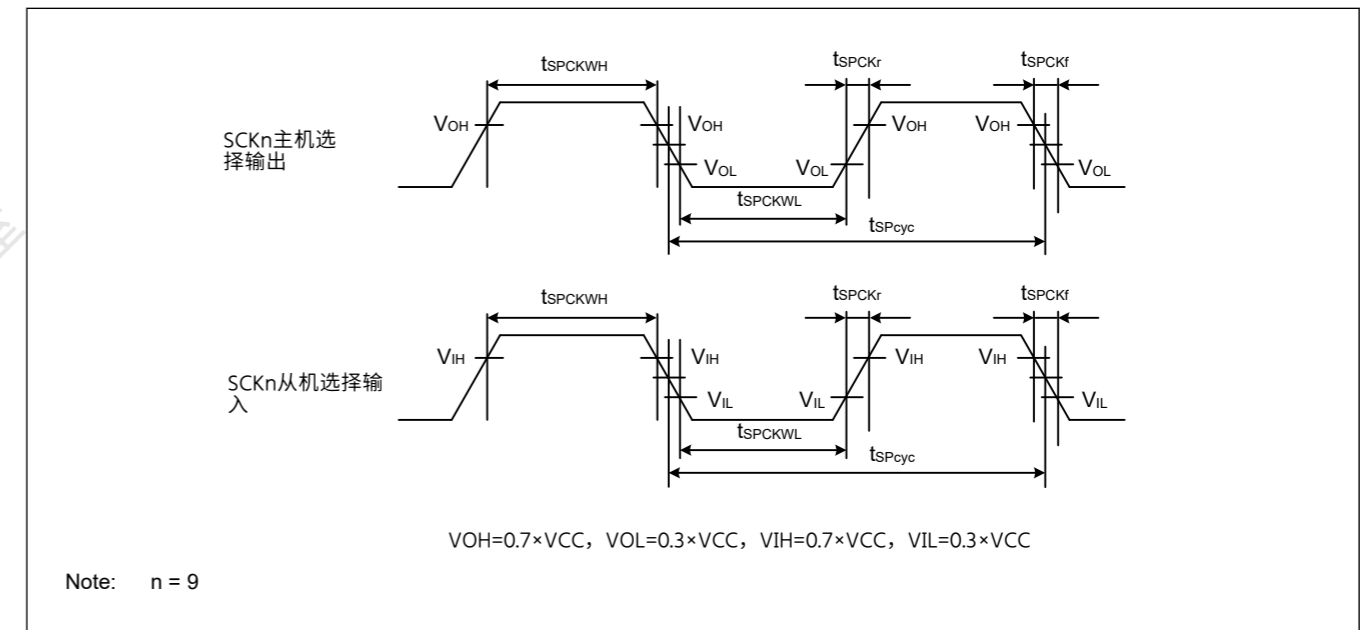 tSPCKWH
tSPCKr
tSPCKf
VOH
VOH
VOH
VOH
SCKn主机选
择输出
VOL
VOL
VOL
tSPCKWL
tSPcyc
tSPCKWH
tSPCKr
tSPCKf
VIH
VIH
VIH
VIH
SCKn从机选择输
入
VIL
VIL
VIL
tSPCKWL
tSPcyc
VOH=0.7×VCC，VOL=0.3×VCC，VIH=0.7×VCC，VIL=0.3×VCC
Note: n = 9